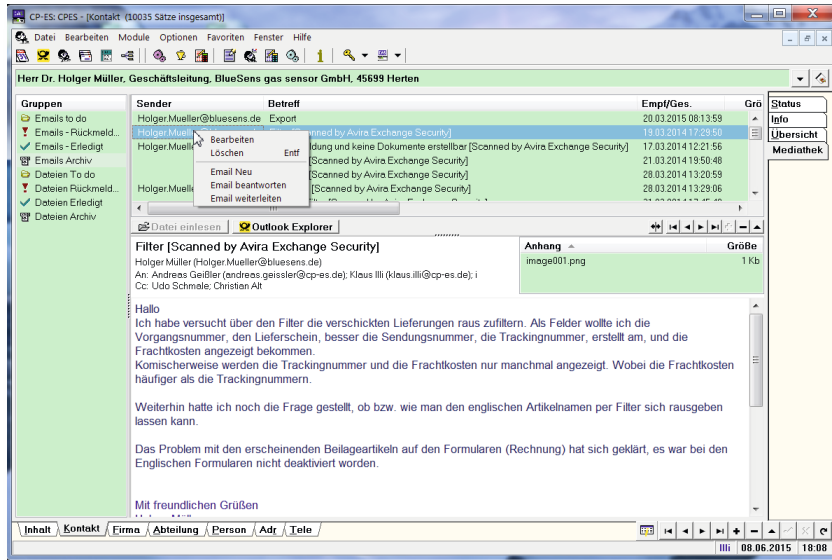 CP-ES: CPES - [Kontakt (10035 Sätze insgesamt)]
Datei Bearbeiten Module Optionen Favoriten Fenster Hilfe
Herr Dr. Holger Müller, Geschäftsleitung, BlueSens gas sensor GmbH, 45699 Herten
Gruppen
Emails to do
Emails - Rückmeld...
Emails - Erledigt
Emails Archiv
Dateien To do
Dateien Rückmeld...
Dateien Erledigt
Dateien Archiv
Sender Betreff Empf/Ges. Grö
Holger.Mueller@bluesens.de Export 20.03.2015 08:13:59
Holger.Muelle [Scanned by Avira Exchange Security] 19.03.2014 17:29:50
Holger.Muell ldung und keine Dokumente erstellbar [Scanned by Avira Exchange Security] 17.03.2014 12:21:56
[Scanned by Avira Exchange Security] 21.03.2014 19:50:48
[Scanned by Avira Exchange Security] 28.03.2014 13:20:59
Holger.Muell [Scanned by Avira Exchange Security] 28.03.2014 13:29:06
Bearbeiten
Löschen Entf
Email Neu
Email beantworten
Email weiterleiten
Status
Info
Übersicht
Mediathek
Datei einlesen Outlook Explorer
Filter [Scanned by Avira Exchange Security]
Holger Müller (Holger.Mueller@bluesens.de)
An: Andreas Geißler (andreas.geissler@cp-es.de); Klaus Illi (klaus.illi@cp-es.de); i
Cc: Udo Schmale; Christian Alt
Anhang Größe
image001.png 1 Kb
Hallo
Ich habe versucht über den Filter die verschickten Lieferungen raus zufiltern. Als Felder wollte ich die
Vorgangsnummer, den Lieferschein, besser die Sendungsnummer, die Trackingnummer, erstellt am, und die
Frachtkosten angezeigt bekommen.
Komischerweise werden die Trackingnummer und die Frachtkosten nur manchmal angezeigt. Wobei die Frachtkosten
häufiger als die Trackingnummern.
Weiterhin hatte ich noch die Frage gestellt, ob bzw. wie man den englischen Artikelnamen per Filter sich rausgeben
lassen kann.
Das Problem mit den erscheinenden Beilageartikeln auf den Formularen (Rechnung) hat sich geklärt, es war bei den
Englischen Formularen nicht deaktiviert worden.
Mit freundlichen Grüßen
Inhalt Kontakt Firma Abteilung Person Adr Tele
Illi 08.06.2015 18:08